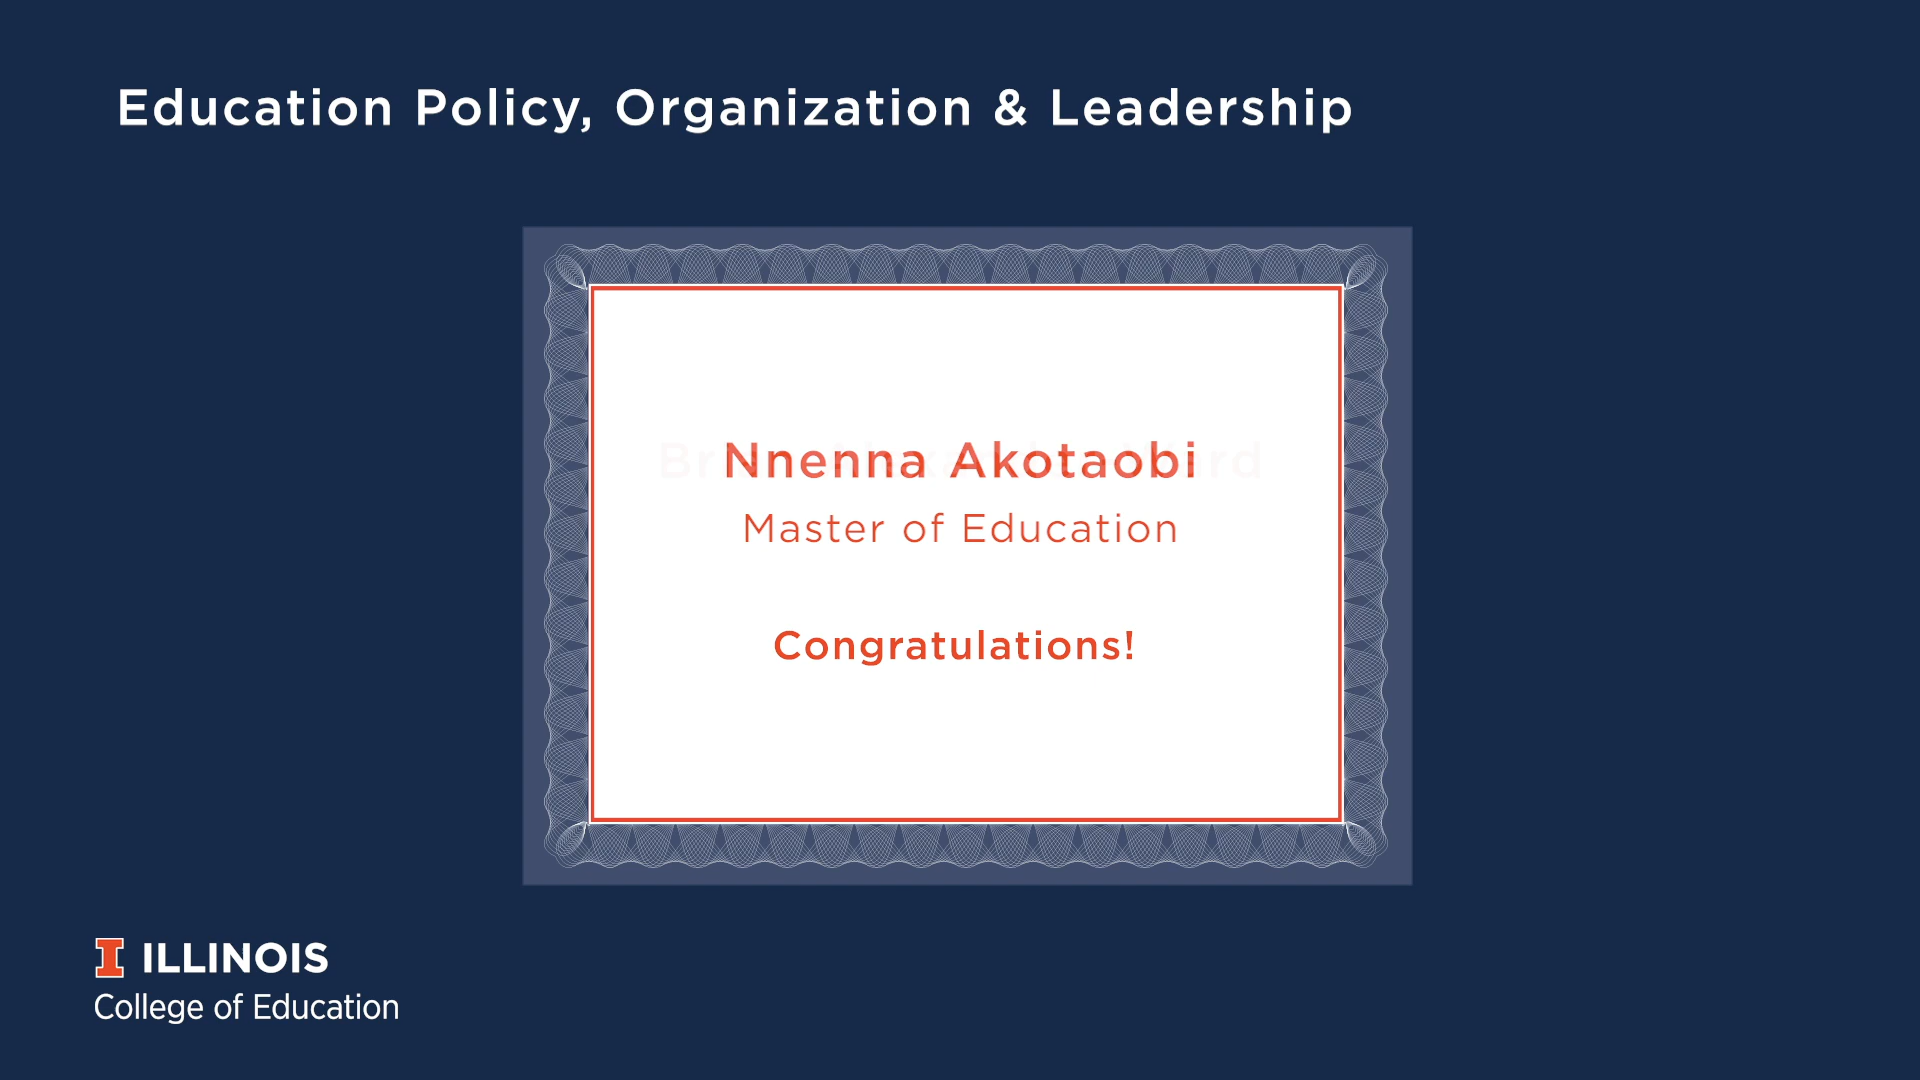 Education Policy, Organization & Leadership
Nnenna Akotaobi
Master of Education
Congratulations!
I ILLINOIS
College of Education